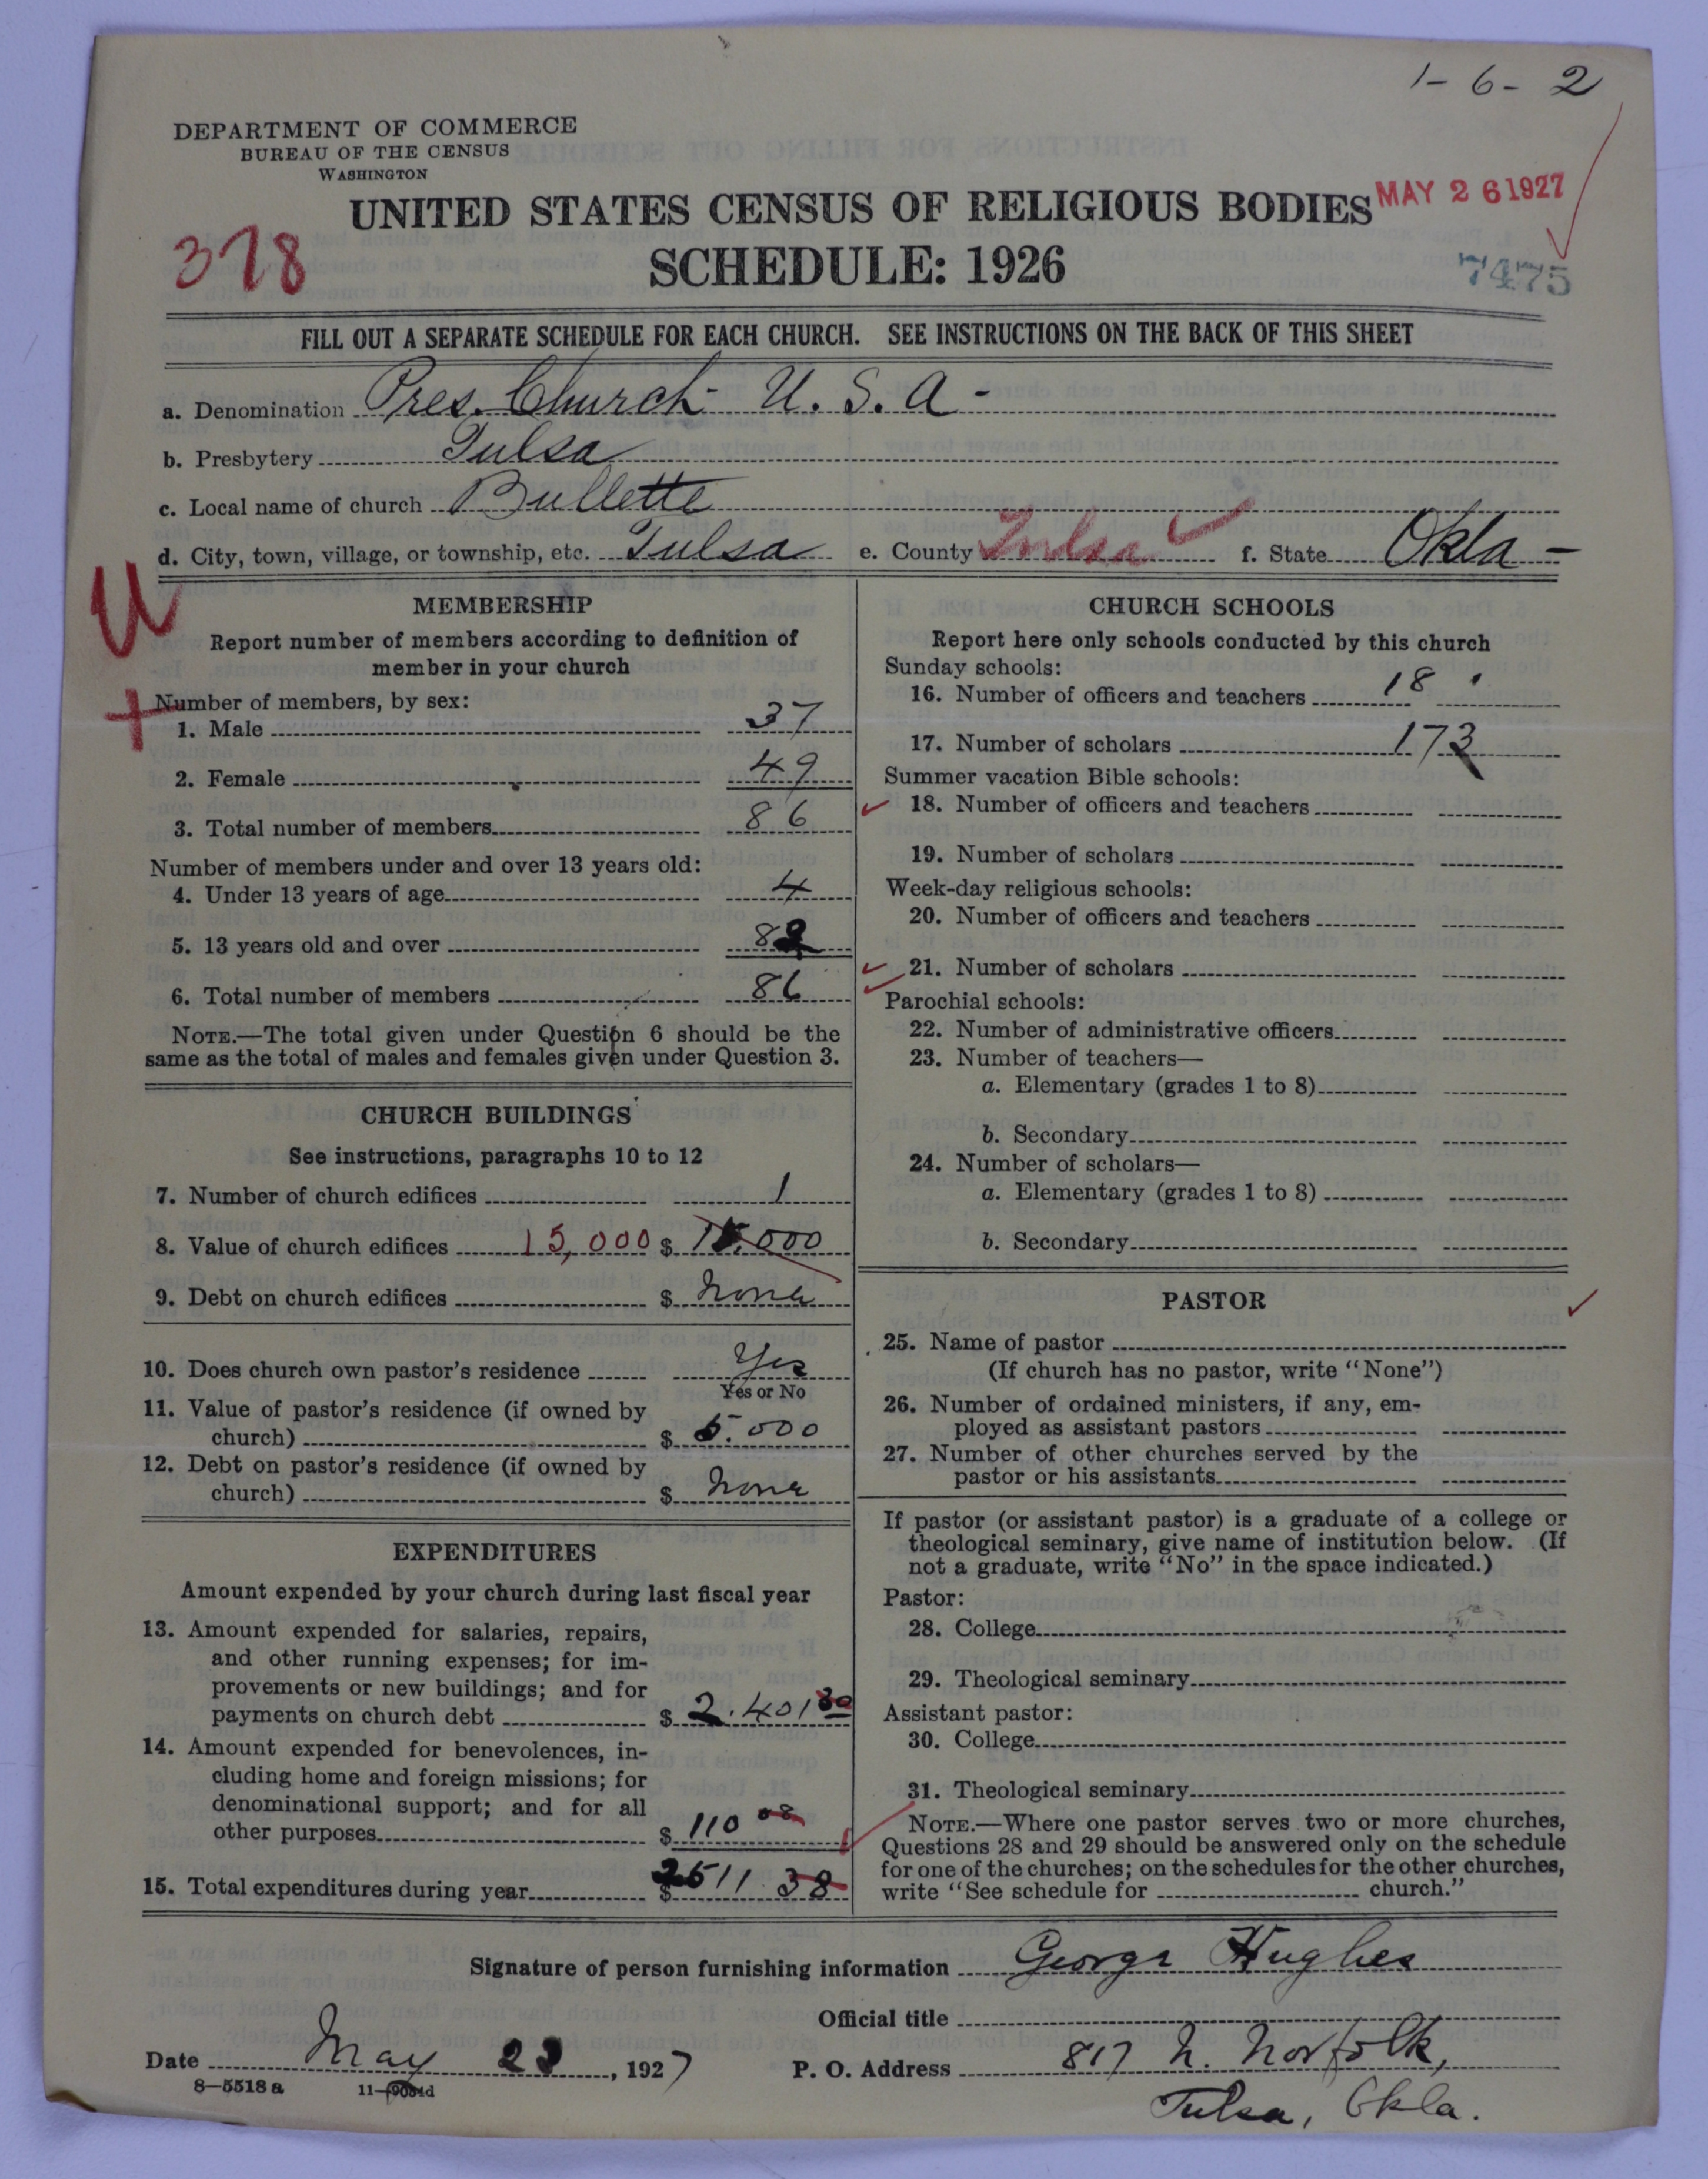 1-6-2
DEPARTMENT OF COMMERCE
BUREAU OF THE CENSUS
WASHINGTON
UNITED STATES CENSUS OF RELIGIOUS BODIES MAY 26 1927
378
SCHEDULE: 1926
7475
FILL OUT A SEPARATE SCHEDULE FOR EACH CHURCH. SEE INSTRUCTIONS ON THE BACK OF THIS SHEET
a. Denomination Pres. Church U. S. A -
b. Presbytery Tulsa
c. Local name of church Bullette
d. City, town, village, or township, etc. Tulsa e. County Tulsa f. State Okla -
U
MEMBERSHIP
Report number of members according to definition of
member in your church
Number of members, by sex:
1. Male 37
2. Female 49
3. Total number of members 86
Number of members under and over 13 years old:
4. Under 13 years of age 4
5. 13 years old and over 82
6. Total number of members 86
NOTE.—The total given under Question 6 should be the
same as the total of males and females given under Question 3.
CHURCH BUILDINGS
See instructions, paragraphs 10 to 12
7. Number of church edifices 1
8. Value of church edifices 15,000 $ 15.000
9. Debt on church edifices $ None
10. Does church own pastor's residence Yes
Yes or No
11. Value of pastor's residence (if owned by
church) $ 5.000
12. Debt on pastor's residence (if owned by
church) $ None
EXPENDITURES
Amount expended by your church during last fiscal year
13. Amount expended for salaries, repairs,
and other running expenses; for im-
provements or new buildings; and for
payments on church debt $ 2.401 30
14. Amount expended for benevolences, in-
cluding home and foreign missions; for
denominational support; and for all
other purposes $ 110 08
15. Total expenditures during year $ 2511 38
CHURCH SCHOOLS
Report here only schools conducted by this church
Sunday schools:
16. Number of officers and teachers 18
17. Number of scholars 173
Summer vacation Bible schools:
18. Number of officers and teachers
19. Number of scholars
Week-day religious schools:
20. Number of officers and teachers
21. Number of scholars
Parochial schools:
22. Number of administrative officers
23. Number of teachers—
a. Elementary (grades 1 to 8)
b. Secondary
24. Number of scholars—
a. Elementary (grades 1 to 8)
b. Secondary
PASTOR
25. Name of pastor
(If church has no pastor, write "None")
26. Number of ordained ministers, if any, em-
ployed as assistant pastors
27. Number of other churches served by the
pastor or his assistants
If pastor (or assistant pastor) is a graduate of a college or
theological seminary, give name of institution below. (If
not a graduate, write "No" in the space indicated.)
Pastor:
28. College
29. Theological seminary
Assistant pastor:
30. College
31. Theological seminary
NOTE.—Where one pastor serves two or more churches,
Questions 28 and 29 should be answered only on the schedule
for one of the churches; on the schedules for the other churches,
write "See schedule for church."
Signature of person furnishing information George Hughes
Official title
Date May 23, 1927 P. O. Address 817 N. Norfolk,
8—5518a Tulsa, Okla.